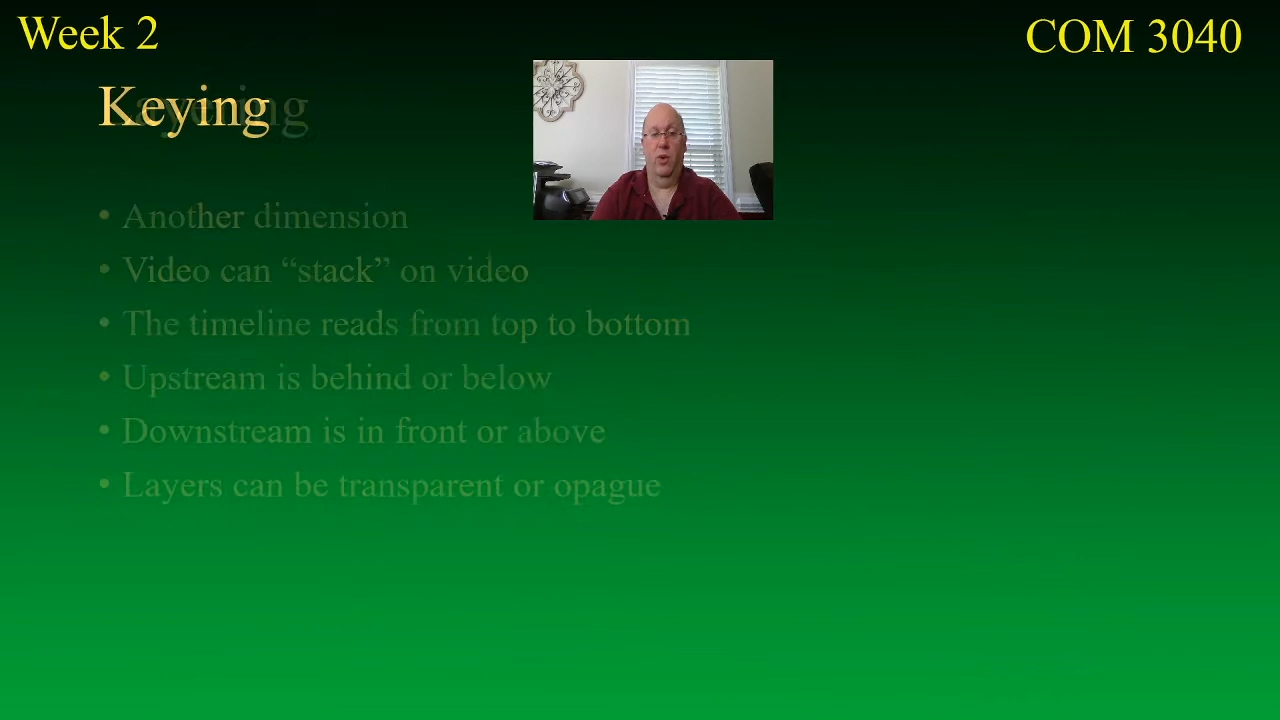 Week 2
COM 3040
Keying
Layering
• Another dimension
• Video can “stack” on video
• The timeline reads from top to bottom
• Upstream is behind or below
• Downstream is in front or above
• Layers can be transparent or opague